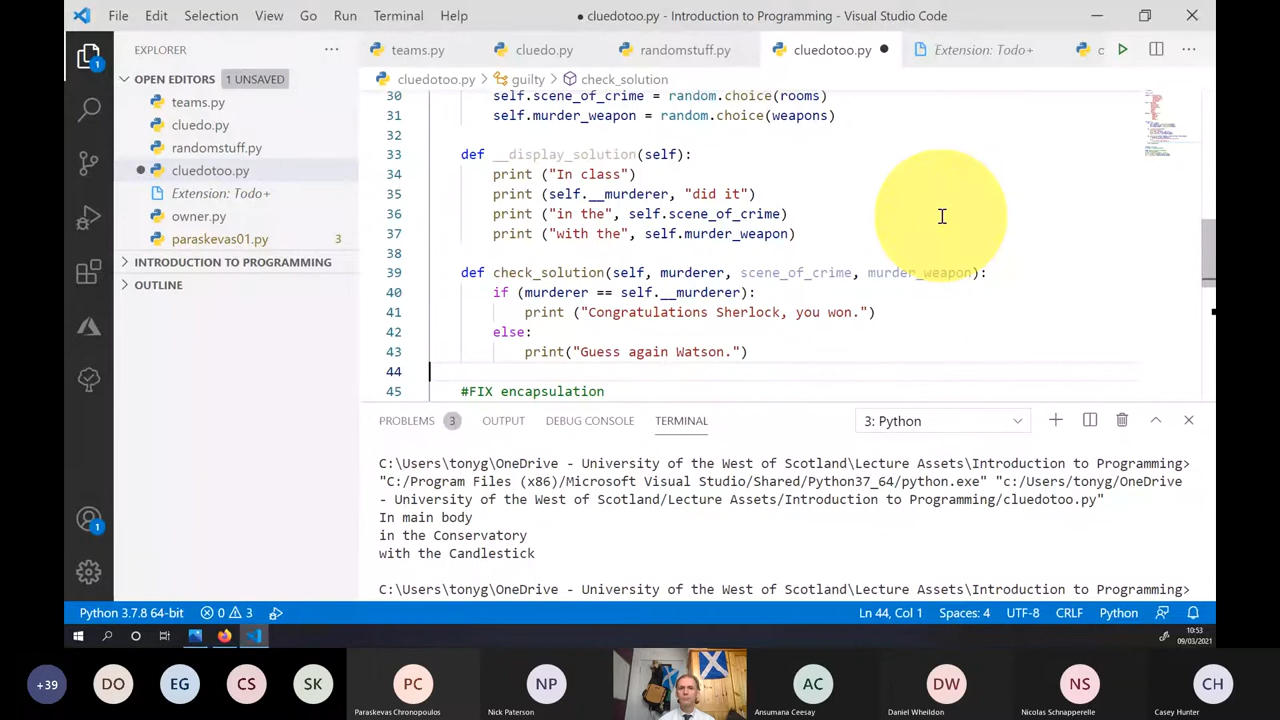 File Edit Selection View Go Run Terminal Help
● cluedotoo.py - Introduction to Programming - Visual Studio Code
EXPLORER
OPEN EDITORS 1 UNSAVED
teams.py
cluedo.py
randomstuff.py
cluedotoo.py
Extension: Todo+
owner.py
paraskevas01.py 3
INTRODUCTION TO PROGRAMMING
OUTLINE
1
1
teams.py cluedo.py randomstuff.py cluedotoo.py Extension: Todo+ c
cluedotoo.py > guilty > check_solution
30 self.scene_of_crime = random.choice(rooms)
31 self.murder_weapon = random.choice(weapons)
32
33 def __display_solution(self):
34 print ("In class")
35 print (self.__murderer, "did it")
36 print ("in the", self.scene_of_crime)
37 print ("with the", self.murder_weapon)
38
39 def check_solution(self, murderer, scene_of_crime, murder_weapon):
40 if (murderer == self.__murderer):
41 print ("Congratulations Sherlock, you won.")
42 else:
43 print("Guess again Watson.")
44
45 #FIX encapsulation
PROBLEMS 3 OUTPUT DEBUG CONSOLE TERMINAL 3: Python
C:\Users\tonyg\OneDrive - University of the West of Scotland\Lecture Assets\Introduction to Programming>
"C:/Program Files (x86)/Microsoft Visual Studio/Shared/Python37_64/python.exe" "c:/Users/tonyg/OneDrive
- University of the West of Scotland/Lecture Assets/Introduction to Programming/cluedotoo.py"
In main body
in the Conservatory
with the Candlestick
C:\Users\tonyg\OneDrive - University of the West of Scotland\Lecture Assets\Introduction to Programming>
Python 3.7.8 64-bit 0 3 Ln 44, Col 1 Spaces: 4 UTF-8 CRLF Python
10:53
09/03/2021
+39 DO EG CS SK PC NP AC DW NS CH
Paraskevas Chronopoulos Nick Paterson Ansumana Ceesay Daniel Wheildon Nicolas Schnapperelle Casey Hunter